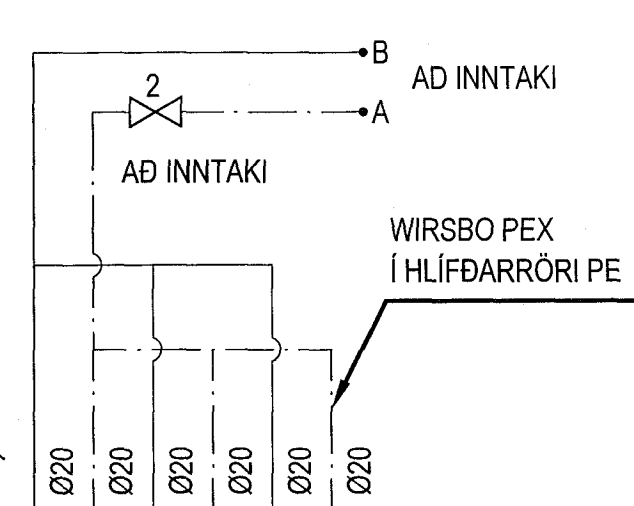 B
AD INNTAKI
2
A
AÐ INNTAKI
WIRSBO PEX
Í HLÍFÐARRÖRI PE
Ø20
Ø20
Ø20
Ø20
Ø20
Ø20